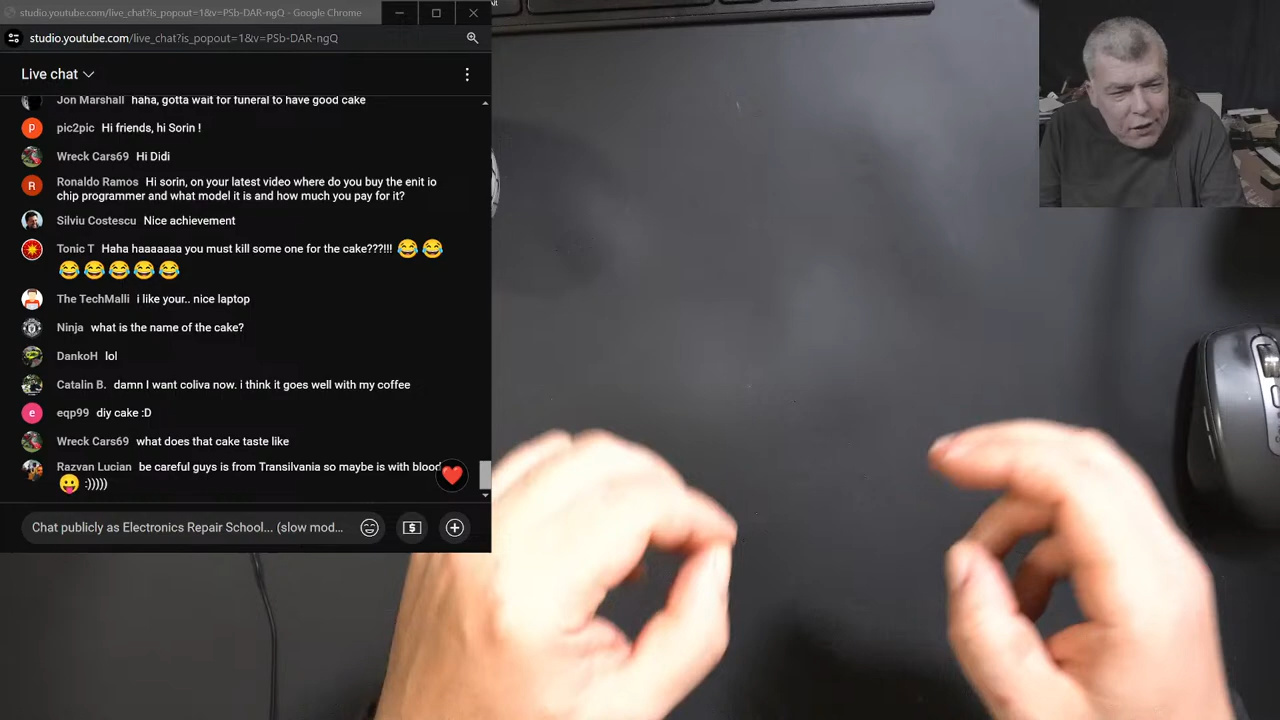 studio.youtube.com/live_chat?is_popout=1&v=PSb-DAR-ngQ - Google Chrome
studio.youtube.com/live_chat?is_popout=1&v=PSb-DAR-ngQ
Live chat
Jon Marshall haha, gotta wait for funeral to have good cake
P pic2pic Hi friends, hi Sorin !
Wreck Cars69 Hi Didi
R Ronaldo Ramos Hi sorin, on your latest video where do you buy the enit io
chip programmer and what model it is and how much you pay for it?
Silviu Costescu Nice achievement
Tonic T Haha haaaaaaa you must kill some one for the cake???!!! 😂 😂
😂 😂 😂 😂 😂
The TechMalli i like your.. nice laptop
Ninja what is the name of the cake?
DankoH lol
Catalin B. damn I want coliva now. i think it goes well with my coffee
e eqp99 diy cake :D
Wreck Cars69 what does that cake taste like
Razvan Lucian be careful guys is from Transilvania so maybe is with blood
😛 :)))))
Chat publicly as Electronics Repair School... (slow mod...